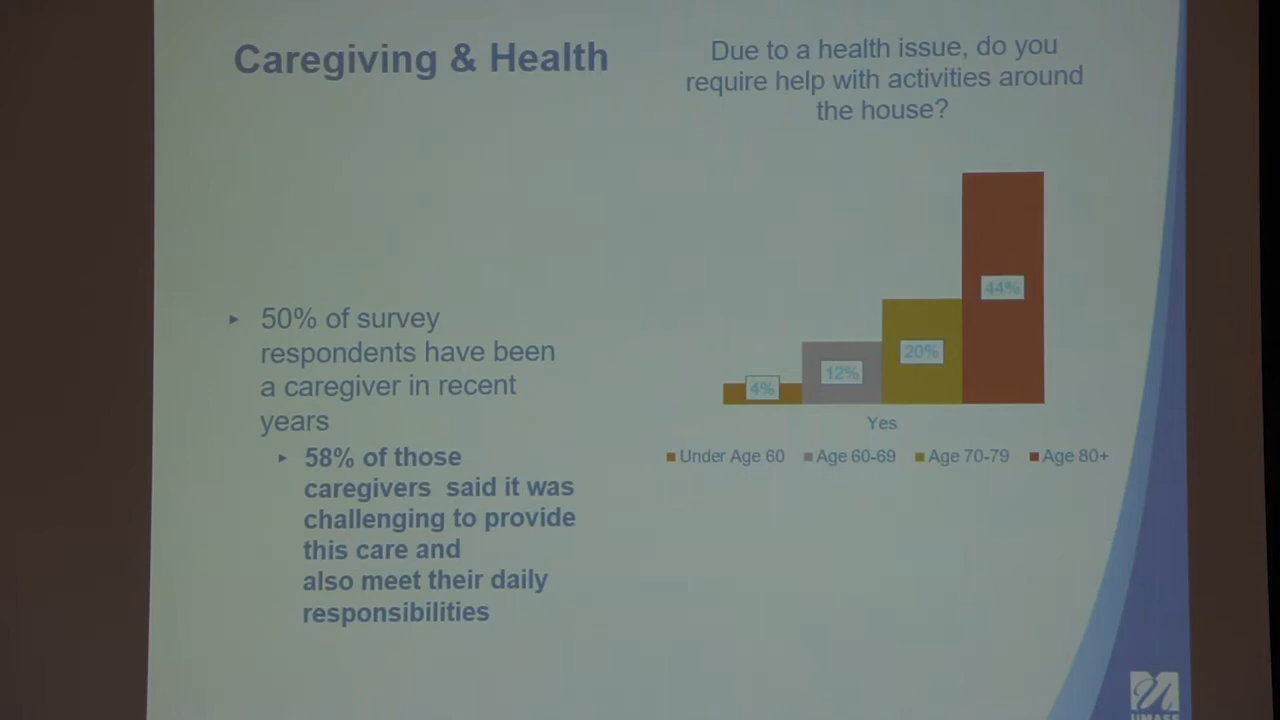 Caregiving & Health
Due to a health issue, do you
require help with activities around
the house?
50% of survey
respondents have been
a caregiver in recent
years
58% of those
caregivers said it was
challenging to provide
this care and
also meet their daily
responsibilities
4%
12%
20%
44%
Yes
Under Age 60
Age 60-69
Age 70-79
Age 80+
UMASS